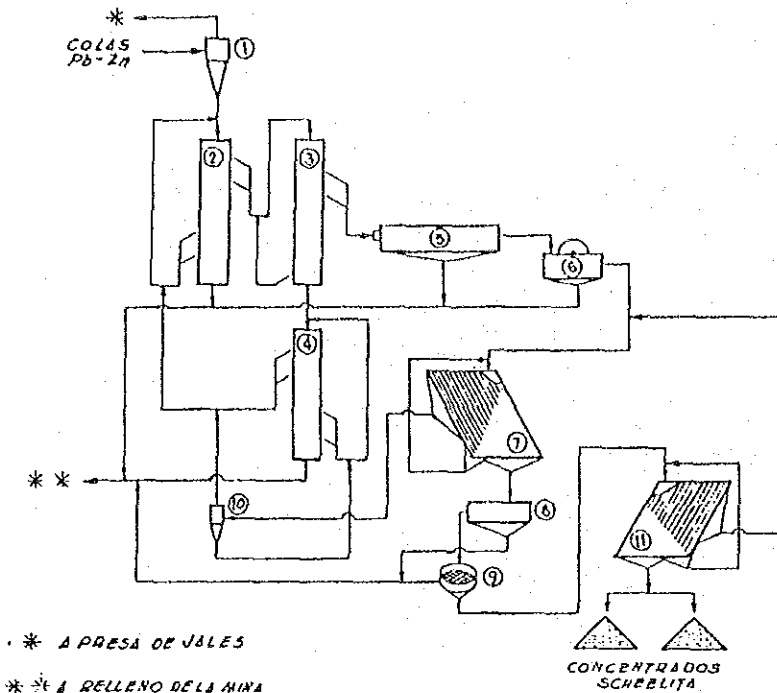 *
COLAS
Pb-Zn
1
2
3
4
5
6
7
8
9
10
11
* *
* A PRESA DE JALES
* * A RELLENO DE LA MINA
CONCENTRADOS
SCHEELITA